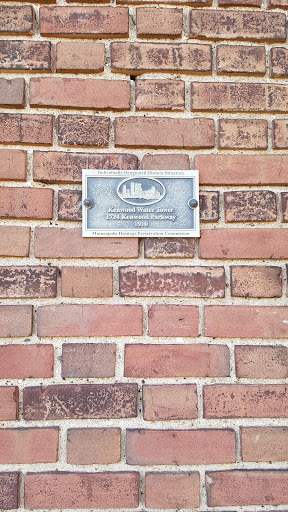 Individually Designated Historic Structure
Kenwood Water Tower
1724 Kenwood Parkway
1910
Minneapolis Heritage Preservation Commission